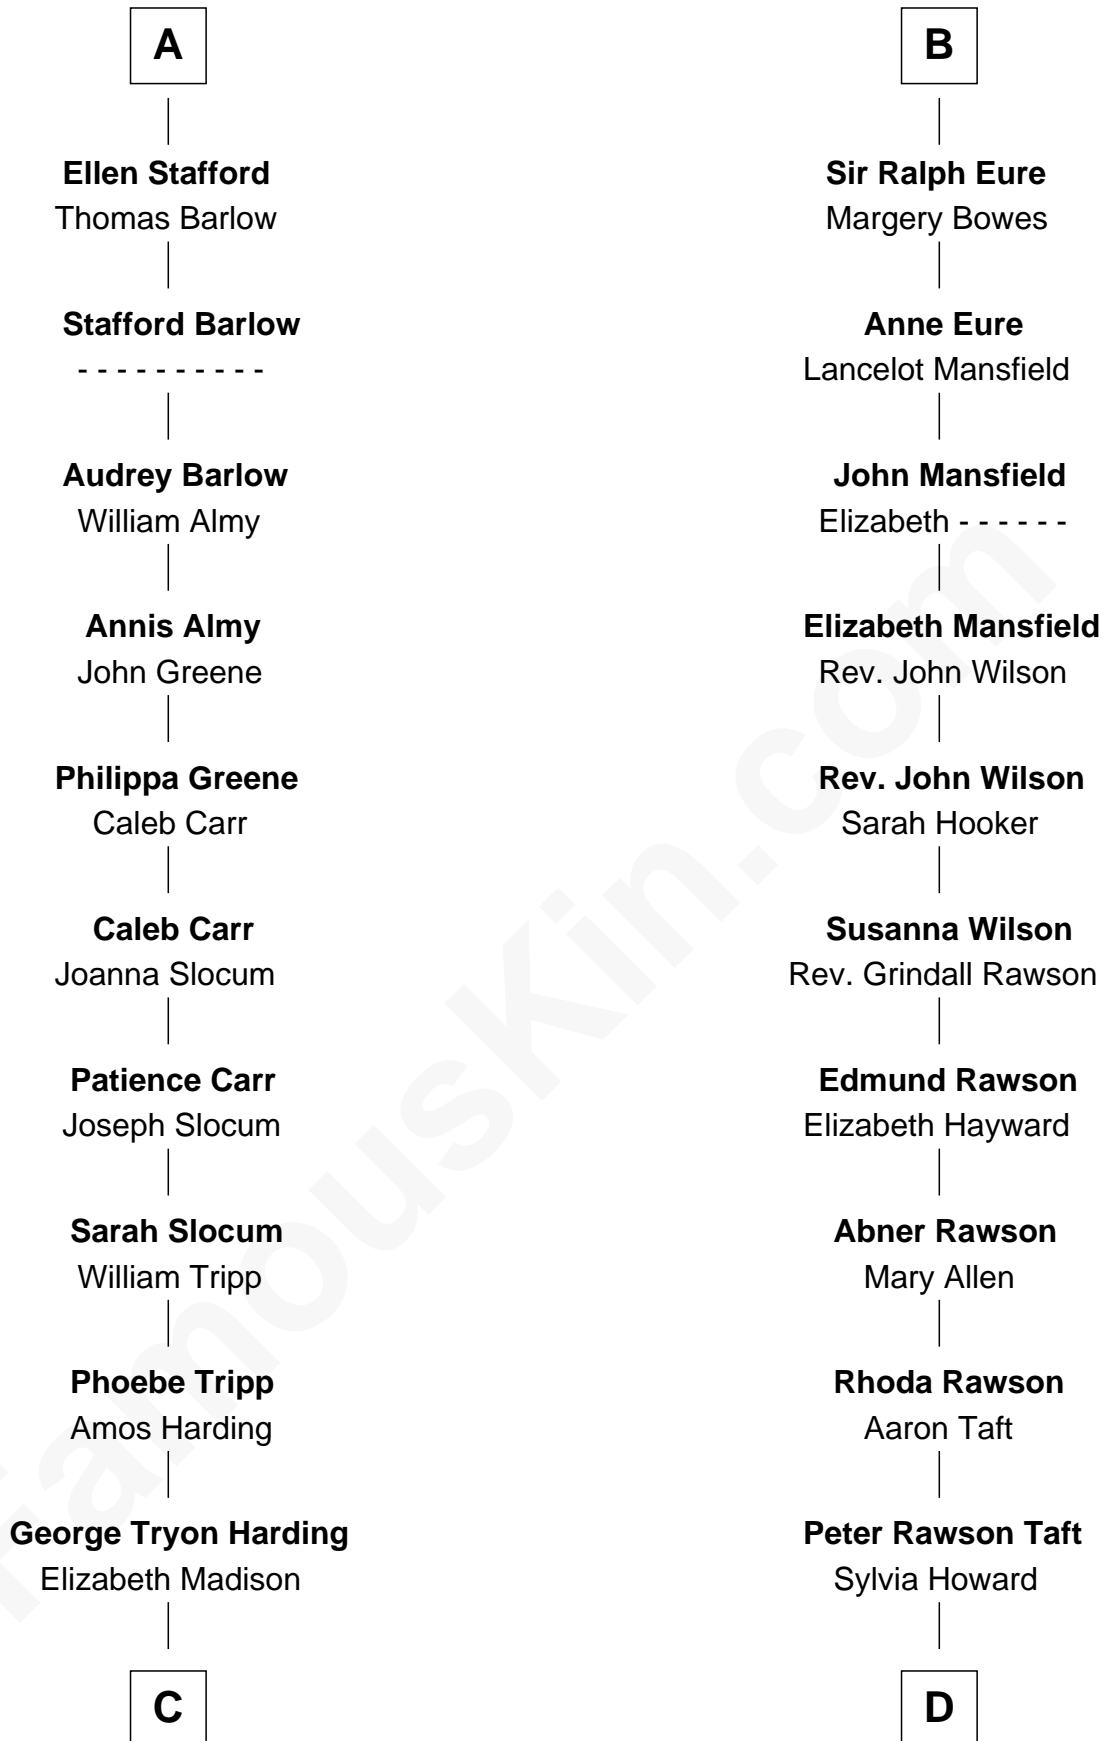 A
Ellen Stafford
Thomas Barlow
Stafford Barlow
- - - - - - - - - -
Audrey Barlow
William Almy
Annis Almy
John Greene
Philippa Greene
Caleb Carr
Caleb Carr
Joanna Slocum
Patience Carr
Joseph Slocum
Sarah Slocum
William Tripp
Phoebe Tripp
Amos Harding
George Tryon Harding
Elizabeth Madison
C
B
Sir Ralph Eure
Margery Bowes
Anne Eure
Lancelot Mansfield
John Mansfield
Elizabeth - - - - - -
Elizabeth Mansfield
Rev. John Wilson
Rev. John Wilson
Sarah Hooker
Susanna Wilson
Rev. Grindall Rawson
Edmund Rawson
Elizabeth Hayward
Abner Rawson
Mary Allen
Rhoda Rawson
Aaron Taft
Peter Rawson Taft
Sylvia Howard
D
FamousKin.com